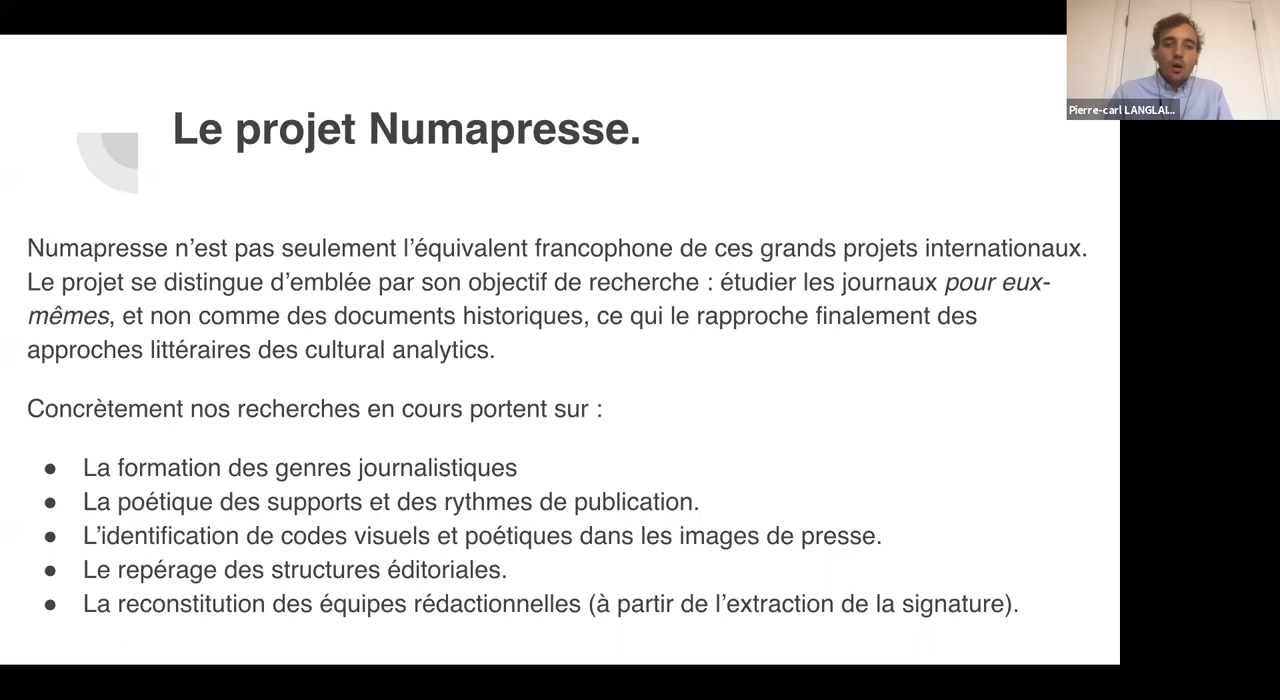 Pierre-carl LANGLAI...
Le projet Numapresse.
Numapresse n’est pas seulement l’équivalent francophone de ces grands projets internationaux.
Le projet se distingue d’emblée par son objectif de recherche : étudier les journaux pour eux-
mêmes, et non comme des documents historiques, ce qui le rapproche finalement des
approches littéraires des cultural analytics.
Concrètement nos recherches en cours portent sur :
● La formation des genres journalistiques
● La poétique des supports et des rythmes de publication.
● L’identification de codes visuels et poétiques dans les images de presse.
● Le repérage des structures éditoriales.
● La reconstitution des équipes rédactionnelles (à partir de l’extraction de la signature).